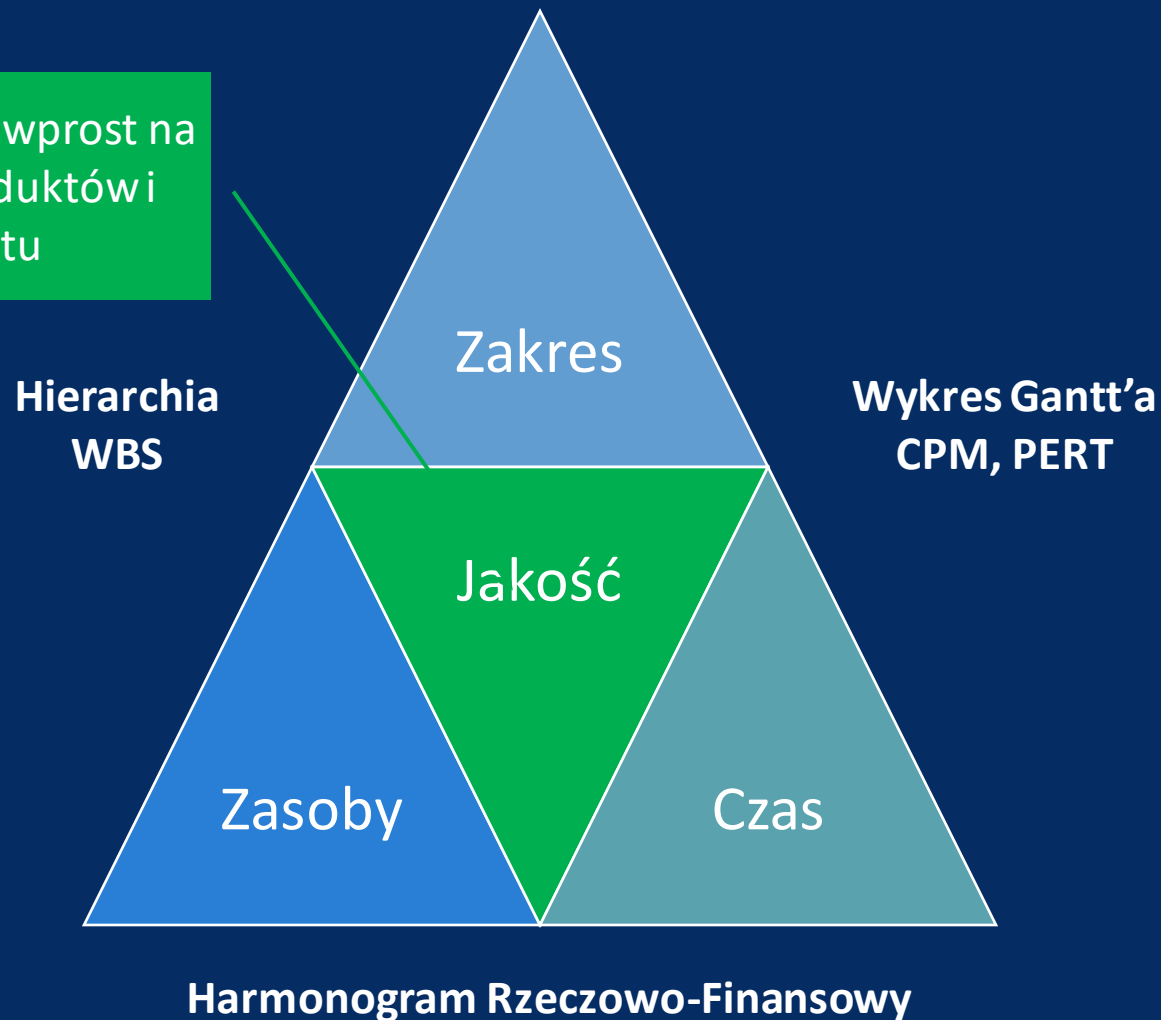 wprost na
duktów i
tu
Zakres
Hierarchia
WBS
Wykres Gantt’a
CPM, PERT
Jakość
Zasoby
Czas
Harmonogram Rzeczowo-Finansowy